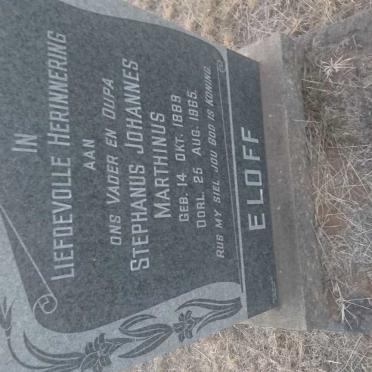 IN
LIEFDEVOLLE HERINNERING
AAN
ONS VADER EN OUPA
STEPHANUS JOHANNES
MARTHINUS
GEB. 14 OKT. 1889
OORL. 25 AUG. 1965.
RUS MY SIEL JOU GOD IS KONING.
ELOFF